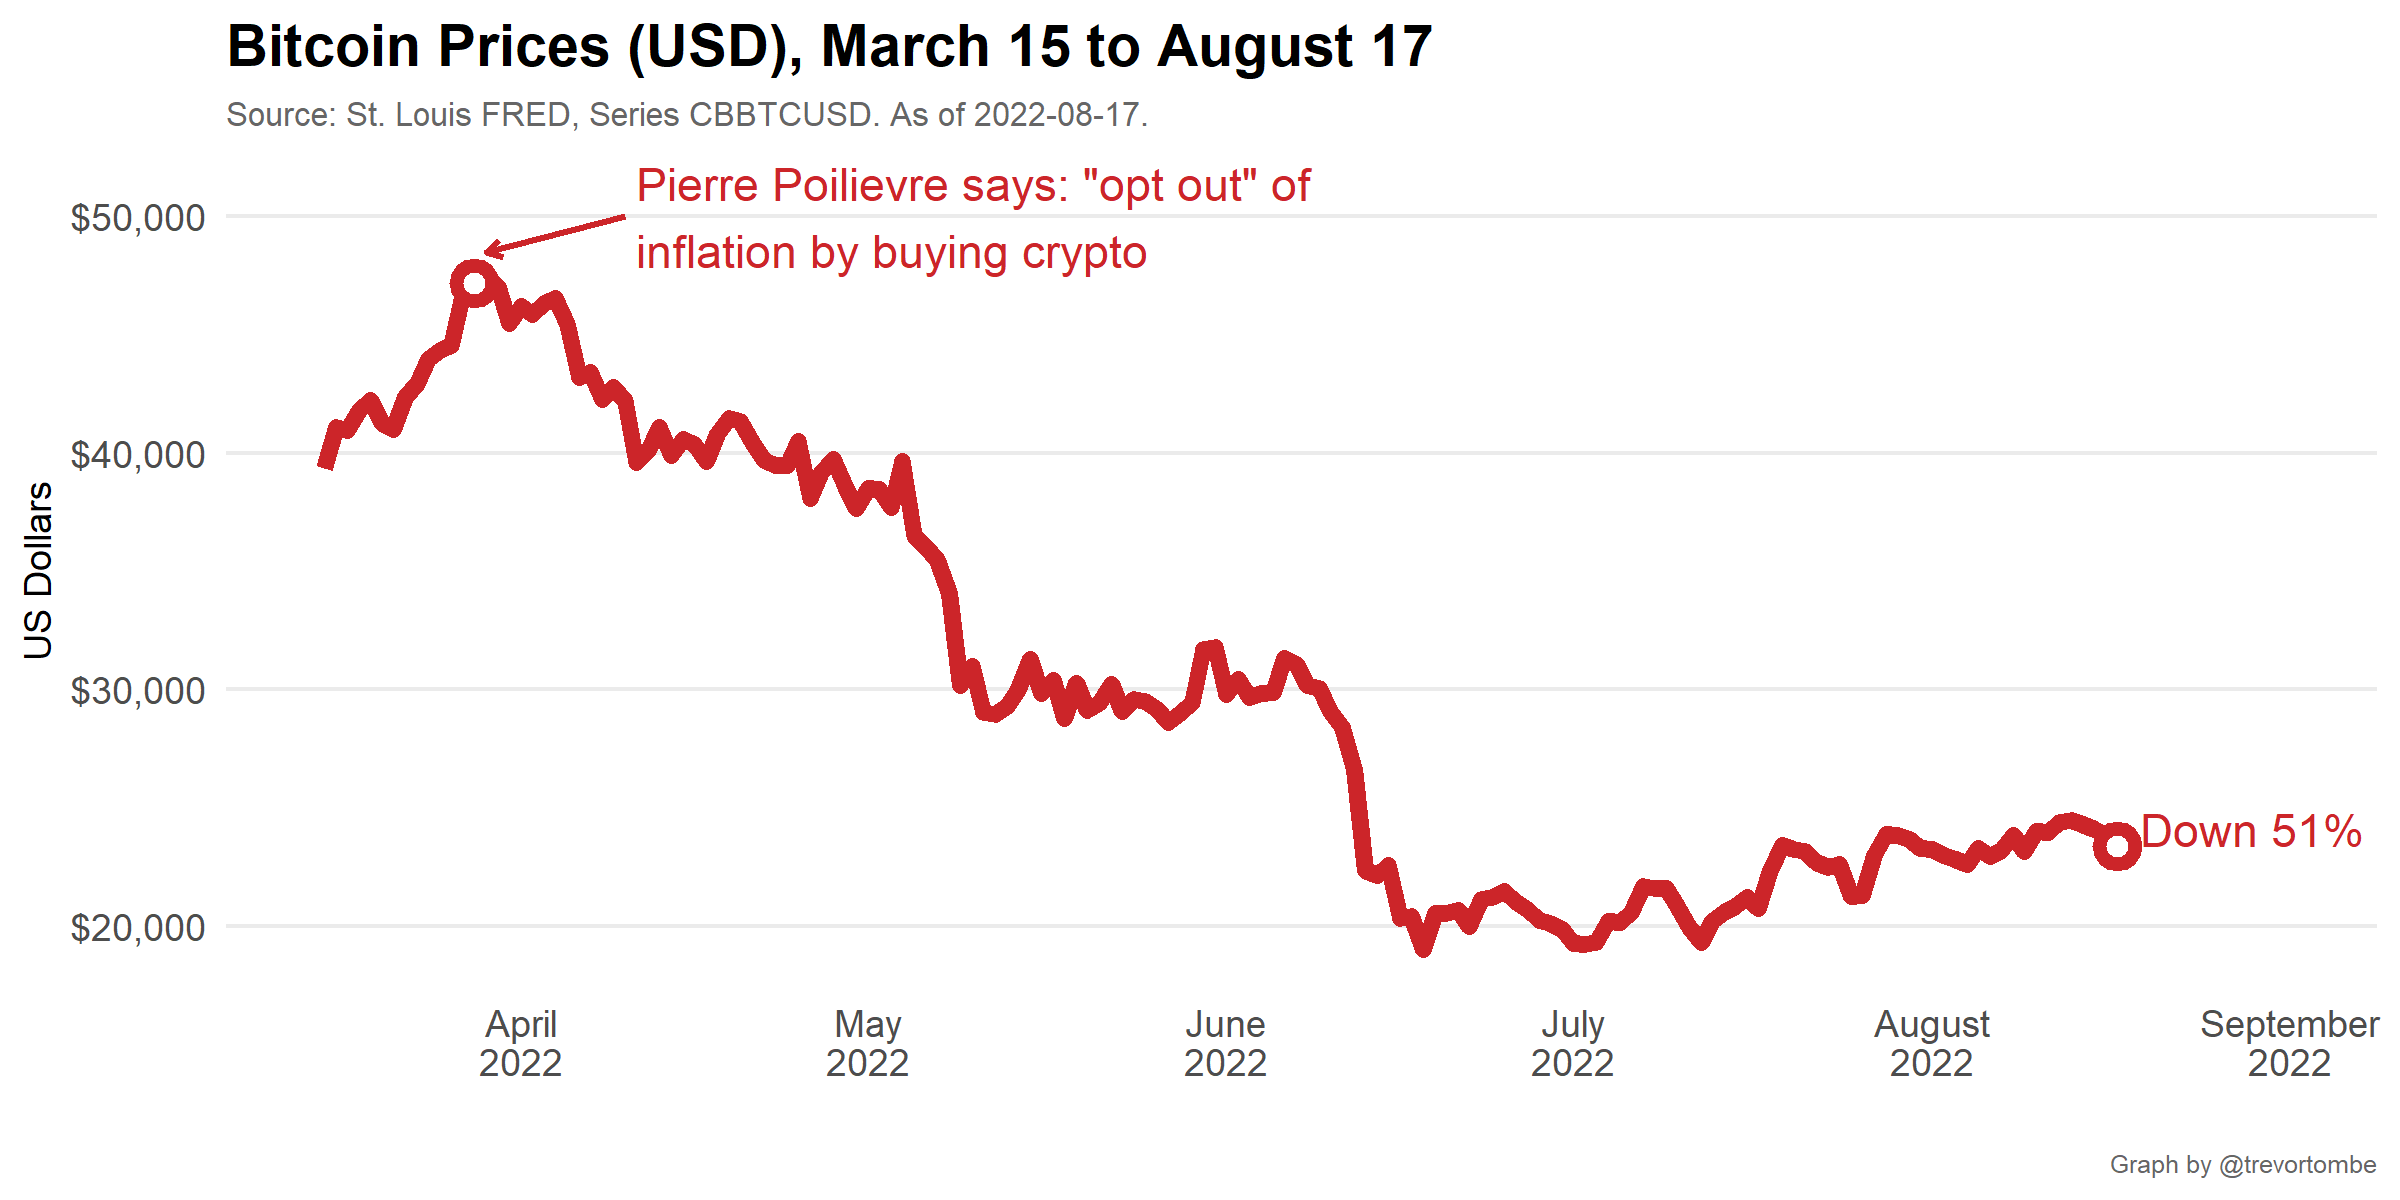 Bitcoin Prices (USD), March 15 to August 17
Source: St. Louis FRED, Series CBBTCUSD. As of 2022-08-17.
Pierre Poilievre says: "opt out" of
inflation by buying crypto
$50,000
$40,000
$30,000
$20,000
US Dollars
Down 51%
April
2022
May
2022
June
2022
July
2022
August
2022
September
2022
Graph by @trevortombe